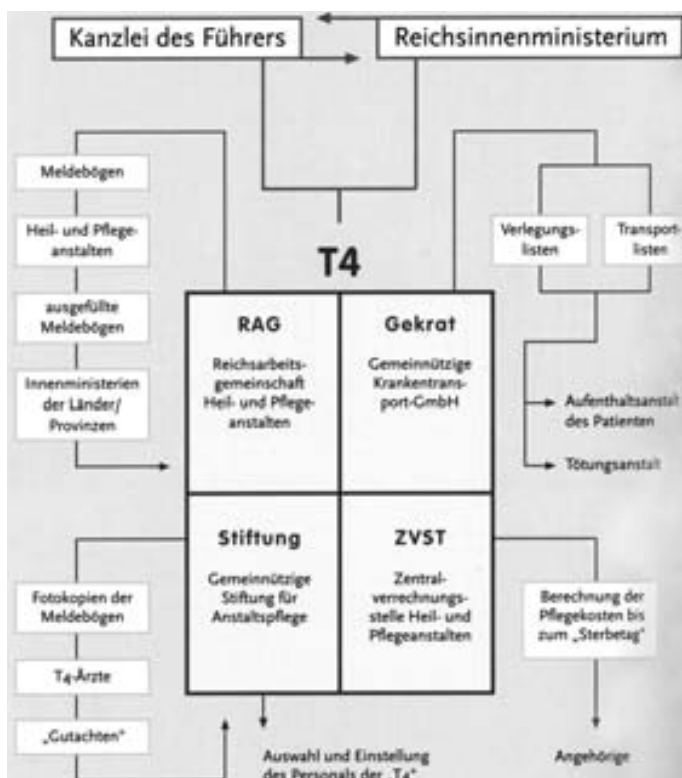 Kanzlei des Führers
Reichsinnenministerium
Meldebögen
Heil- und Pflege-
anstalten
ausgefüllte
Meldebögen
Innenministerien
der Länder/
Provinzen
Verlegungs-
listen
Transport-
listen
T4
RAG
Reichsarbeits-
gemeinschaft
Heil- und Pflege-
anstalten
Gekrat
Gemeinnützige
Krankentrans-
port-GmbH
Aufenthaltsanstalt
des Patienten
Tötungsanstalt
Stiftung
Gemeinnützige
Stiftung für
Anstaltspflege
ZVST
Zentral-
verrechnungs-
stelle Heil- und
Pflegeanstalten
Fotokopien der
Meldebögen
T4-Ärzte
„Gutachten"
Berechnung der
Pflegekosten bis
zum „Sterbetag"
Auswahl und Einstellung
des Personals der „T4"
Angehörige